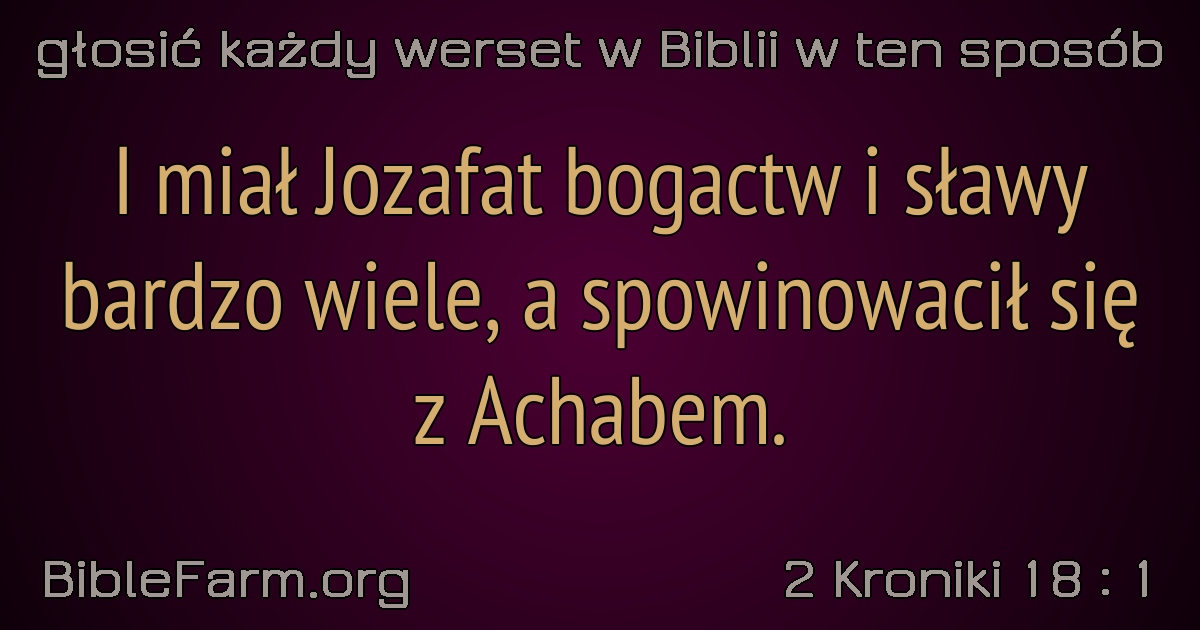 głosić każdy werset w Biblii w ten sposób
I miał Jozafat bogactw i sławy
bardzo wiele, a spowinowacił się
z Achabem.
BibleFarm.org
2 Kroniki 18 : 1